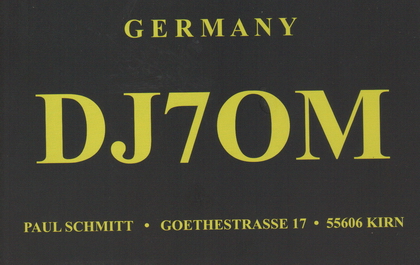 GERMANY
DJ7OM
PAUL SCHMITT • GOETHESTRASSE 17 • 55606 KIRN